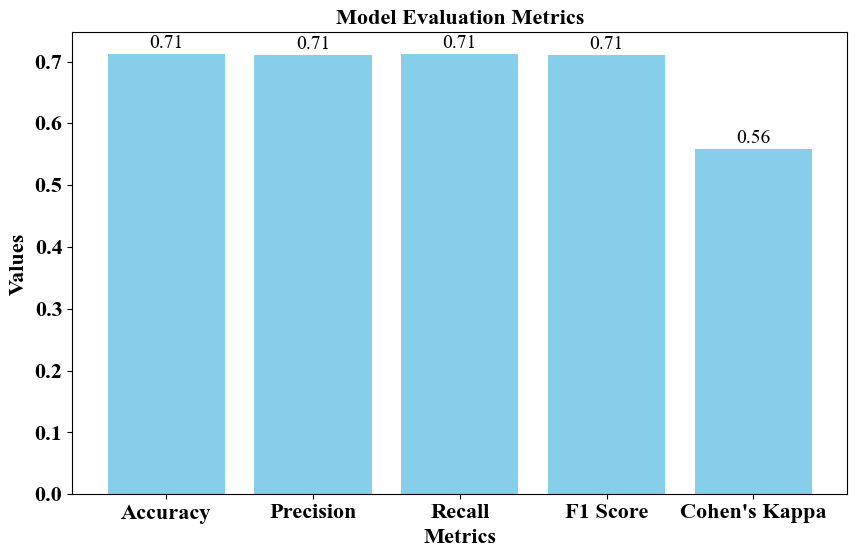 Model Evaluation Metrics
0.71
0.71
0.71
0.71
0.56
Values
0.7
0.6
0.5
0.4
0.3
0.2
0.1
0.0
Accuracy
Precision
Recall
F1 Score
Cohen's Kappa
Metrics